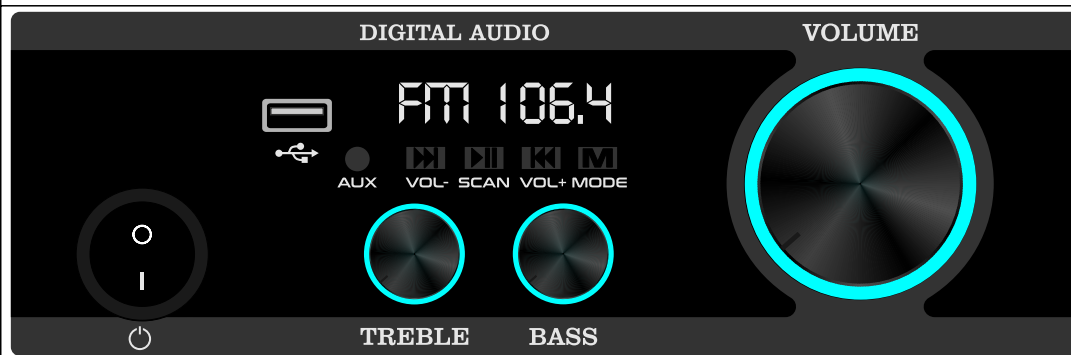 DIGITAL AUDIO
VOLUME
FM 106.4
M
AUX VOL- SCAN VOL+ MODE
TREBLE BASS